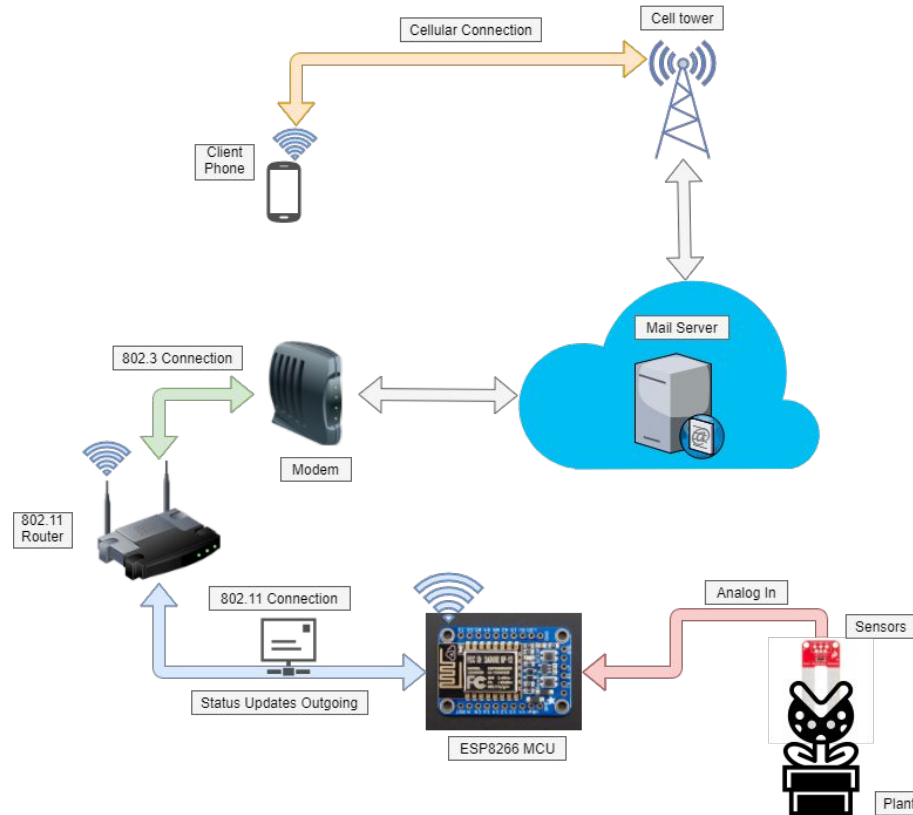 Cell tower
Cellular Connection
Client
Phone
Mail Server
802.3 Connection
Modem
802.11
Router
802.11 Connection
Analog In
Sensors
Status Updates Outgoing
ESP8266 MCU
Plant